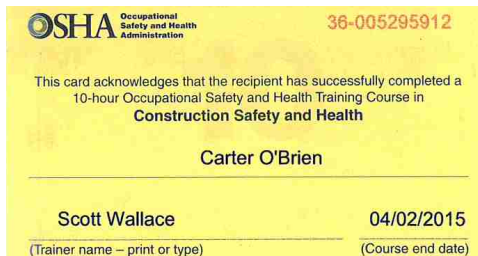 OSHA Occupational
Safety and Health
Administration
36-005295912
This card acknowledges that the recipient has successfully completed a
10-hour Occupational Safety and Health Training Course in
Construction Safety and Health
Carter O'Brien
Scott Wallace 04/02/2015
(Trainer name – print or type) (Course end date)